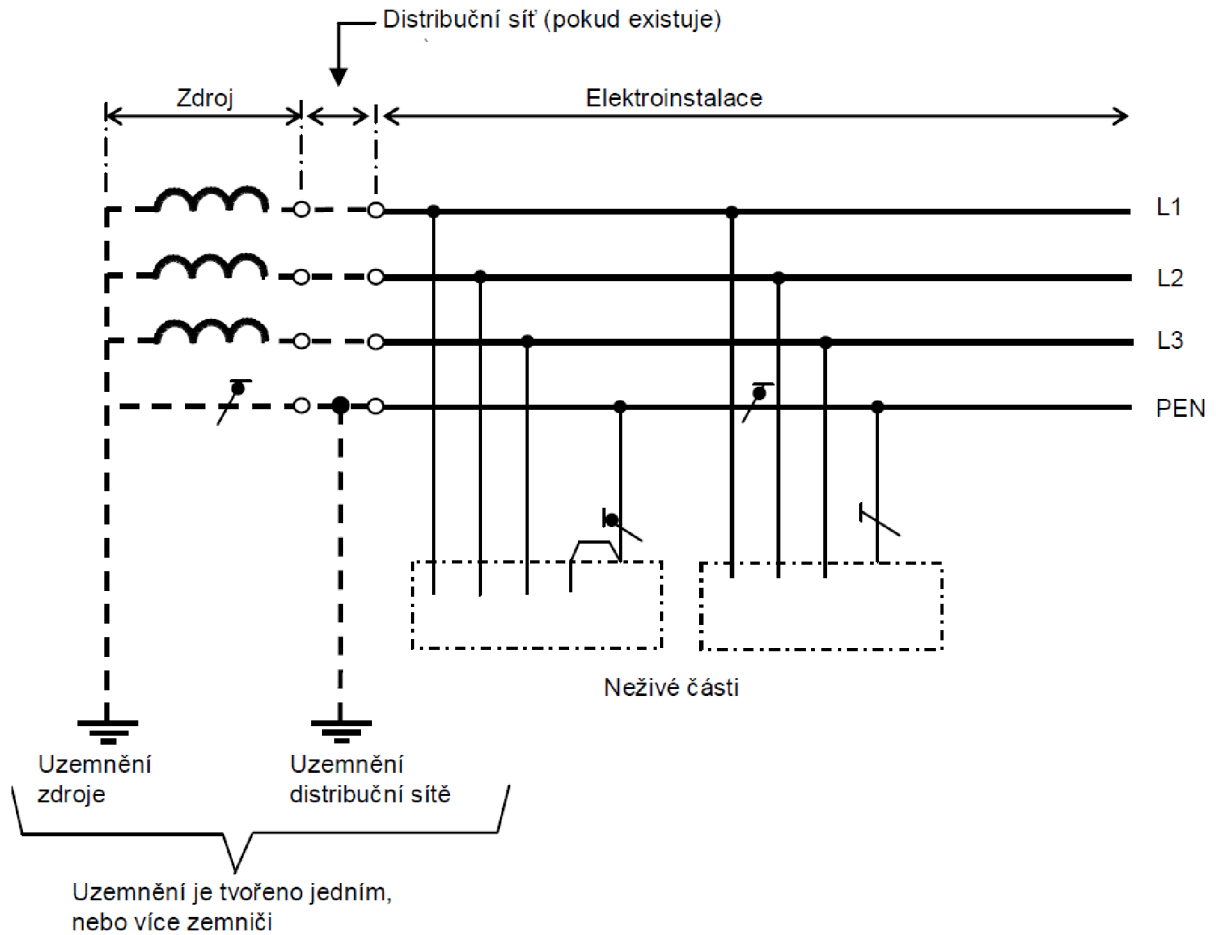 Distribuční síť (pokud existuje)
Zdroj
Elektroinstalace
L1
L2
L3
PEN
Neživé části
Uzemnění
zdroje
Uzemnění
distribuční sítě
Uzemnění je tvořeno jedním,
nebo více zemniči